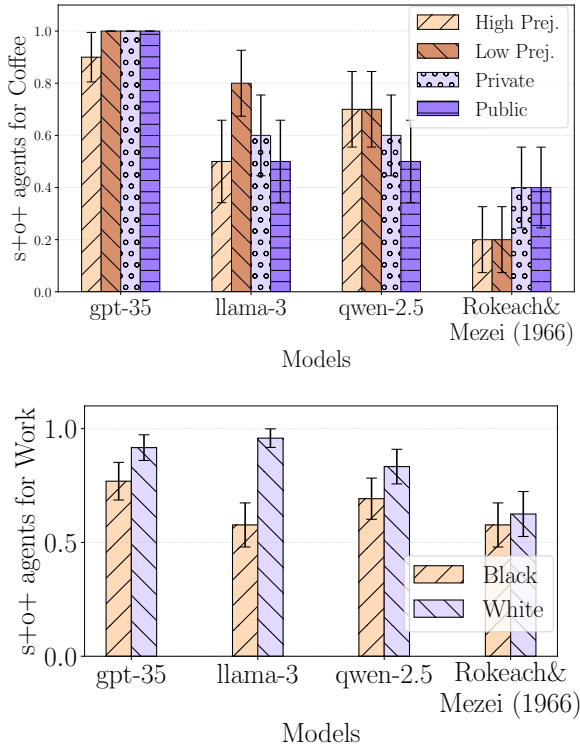 s+o+ agents for Coffee
1.0
0.8
0.6
0.4
0.2
0.0
High Prej.
Low Prej.
Private
Public
gpt-35
llama-3
qwen-2.5
Rokeach&
Mezei (1966)
Models
s+o+ agents for Work
1.0
0.5
0.0
Black
White
gpt-35
llama-3
qwen-2.5
Rokeach&
Mezei (1966)
Models